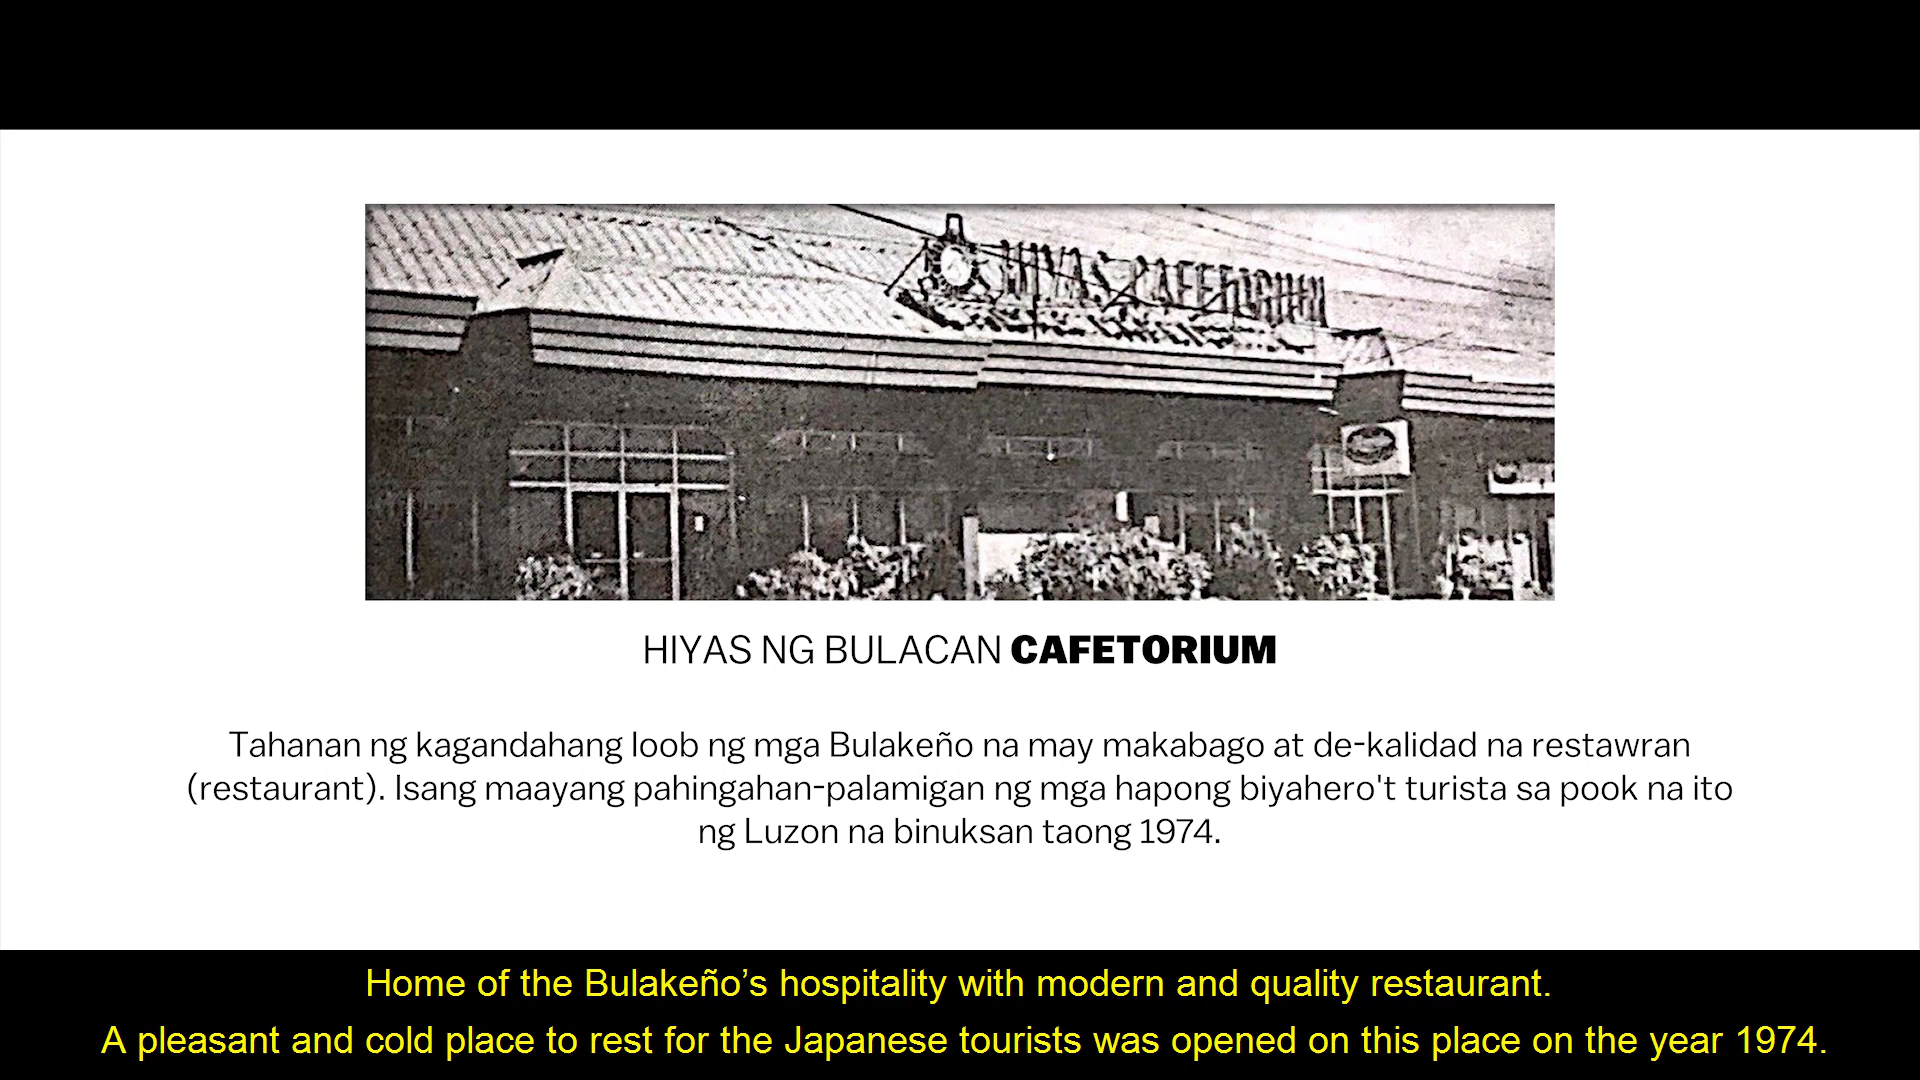 HIYAS CAFETORIUM
HIYAS NG BULACAN CAFETORIUM
Tahanan ng kagandahang loob ng mga Bulakeño na may makabago at de-kalidad na restawran
(restaurant). Isang maayang pahingahan-palamigan ng mga hapong biyahero't turista sa pook na ito
ng Luzon na binuksan taong 1974.
Home of the Bulakeño’s hospitality with modern and quality restaurant.
A pleasant and cold place to rest for the Japanese tourists was opened on this place on the year 1974.